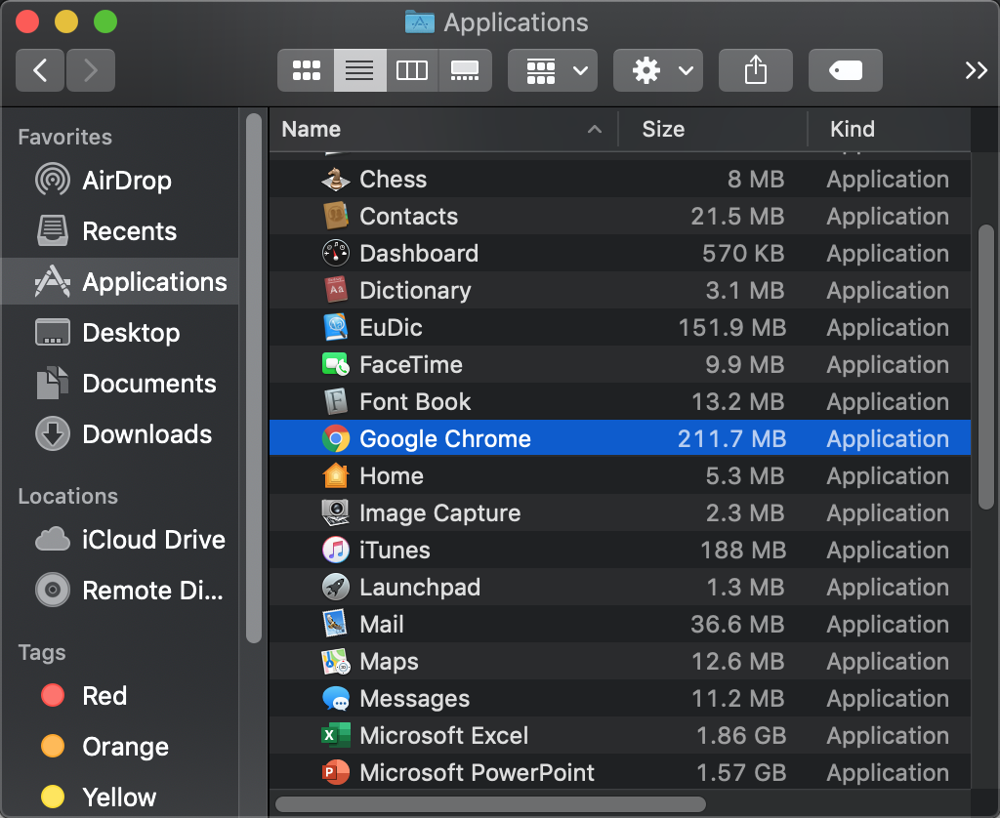 Applications
Favorites
AirDrop
Recents
Applications
Desktop
Documents
Downloads
Locations
iCloud Drive
Remote Di...
Tags
Red
Orange
Yellow
Name Size Kind
Chess 8 MB Application
Contacts 21.5 MB Application
Dashboard 570 KB Application
Dictionary 3.1 MB Application
EuDic 151.9 MB Application
FaceTime 9.9 MB Application
Font Book 13.2 MB Application
Google Chrome 211.7 MB Application
Home 5.3 MB Application
Image Capture 2.3 MB Application
iTunes 188 MB Application
Launchpad 1.3 MB Application
Mail 36.6 MB Application
Maps 12.6 MB Application
Messages 11.2 MB Application
Microsoft Excel 1.86 GB Application
Microsoft PowerPoint 1.57 GB Application